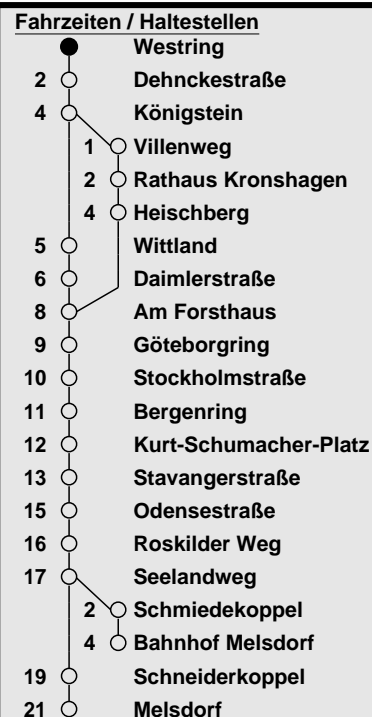 Fahrzeiten / Haltestellen
Westring
2 Dehnckestraße
4 Königstein
1 Villenweg
2 Rathaus Kronshagen
4 Heischberg
5 Wittland
6 Daimlerstraße
8 Am Forsthaus
9 Göteborgring
10 Stockholmstraße
11 Bergenring
12 Kurt-Schumacher-Platz
13 Stavangerstraße
15 Odensestraße
16 Roskilder Weg
17 Seelandweg
2 Schmiedekoppel
4 Bahnhof Melsdorf
19 Schneiderkoppel
21 Melsdorf